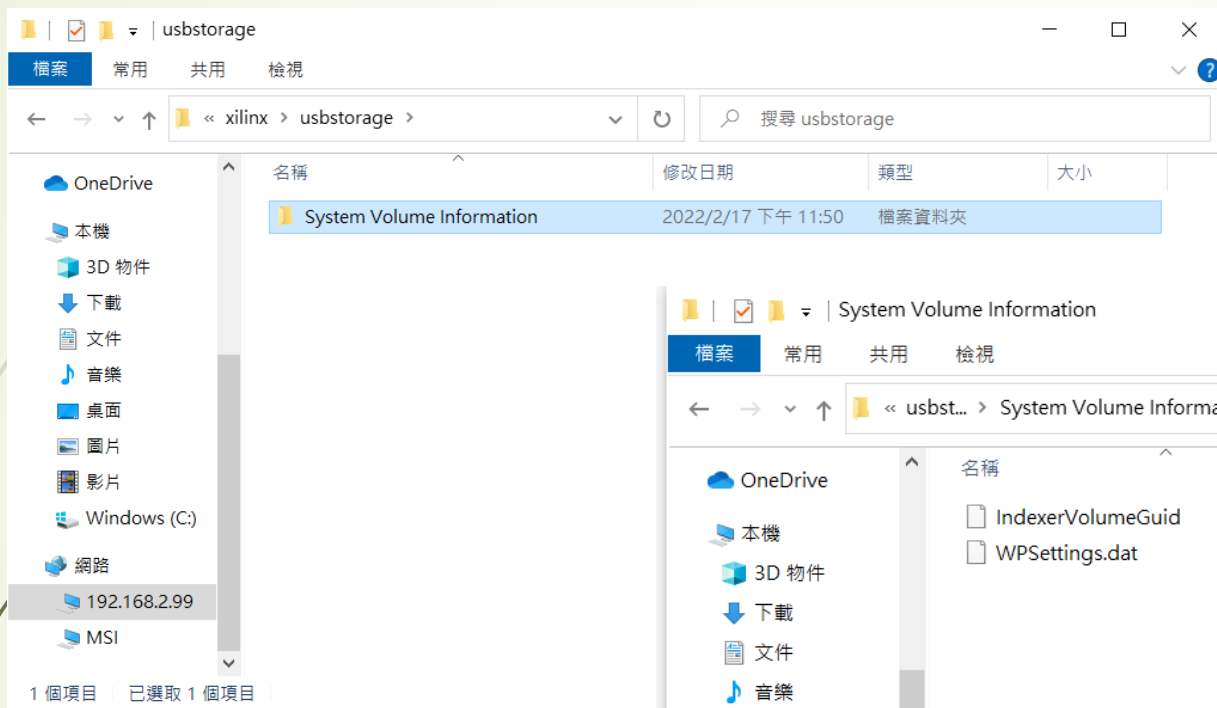 usbstorage
檔案 常用 共用 檢視
?
« xilinx > usbstorage > 搜尋 usbstorage
名稱 修改日期 類型 大小
System Volume Information 2022/2/17 下午 11:50 檔案資料夾
OneDrive
本機
3D 物件
下載
文件
音樂
桌面
圖片
影片
Windows (C:)
網路
192.168.2.99
MSI
1 個項目 已選取 1 個項目
System Volume Information
檔案 常用 共用 檢視
« usbst... > System Volume Informa
名稱
IndexerVolumeGuid
WPSettings.dat
OneDrive
本機
3D 物件
下載
文件
音樂